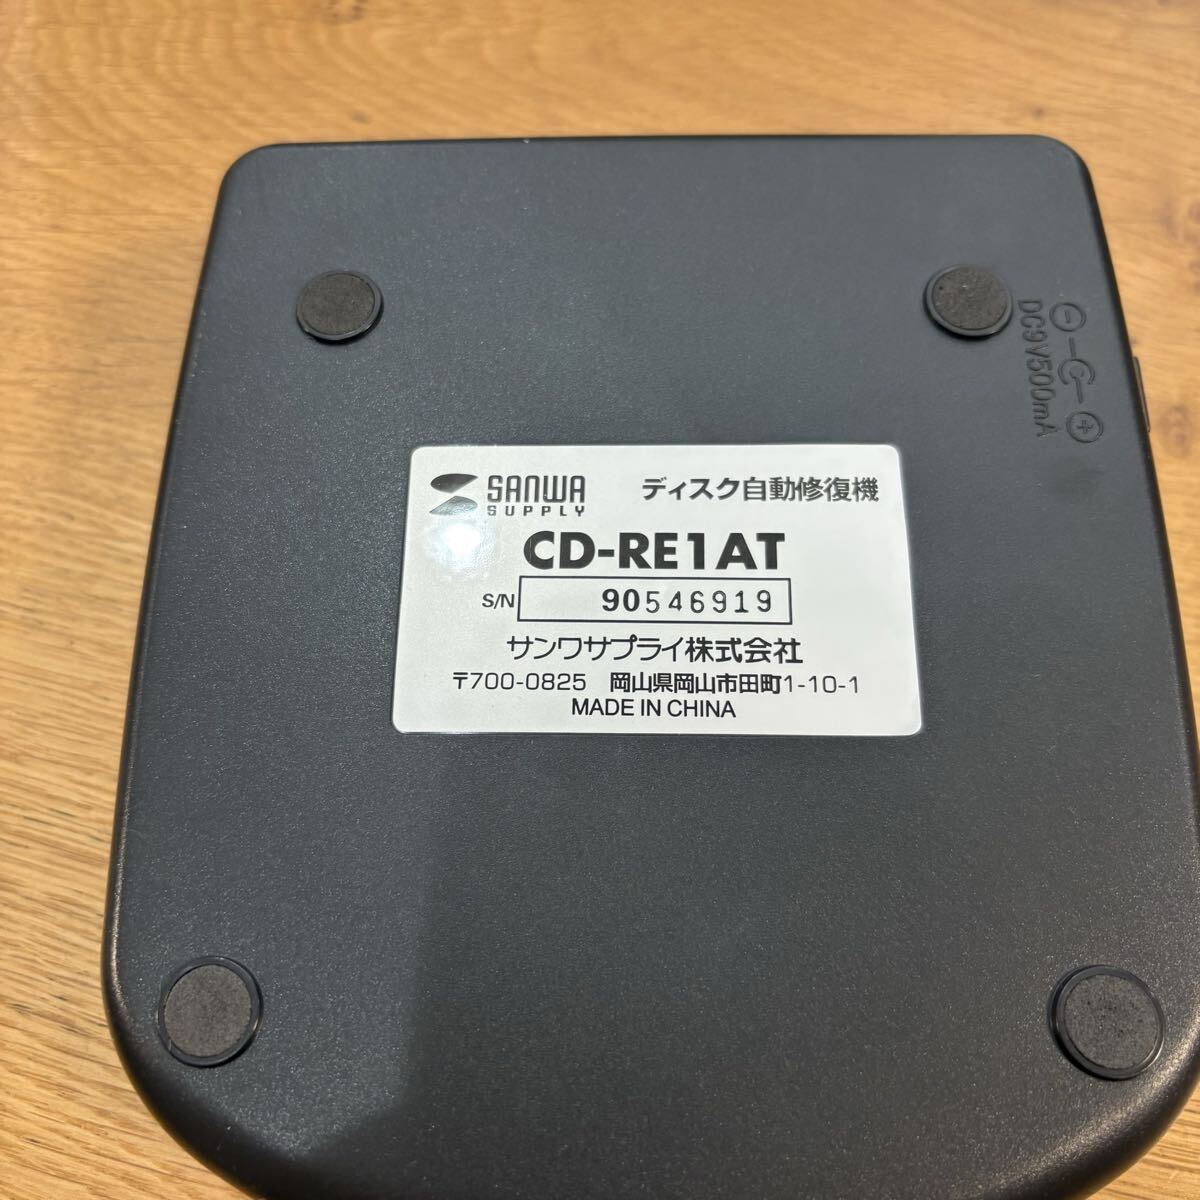 SANWA
SUPPLY
ディスク自動修復機
CD-RE1AT
S/N 90546919
サンワサプライ株式会社
〒700-0825 岡山県岡山市田町1-10-1
MADE IN CHINA
DC9V500mA